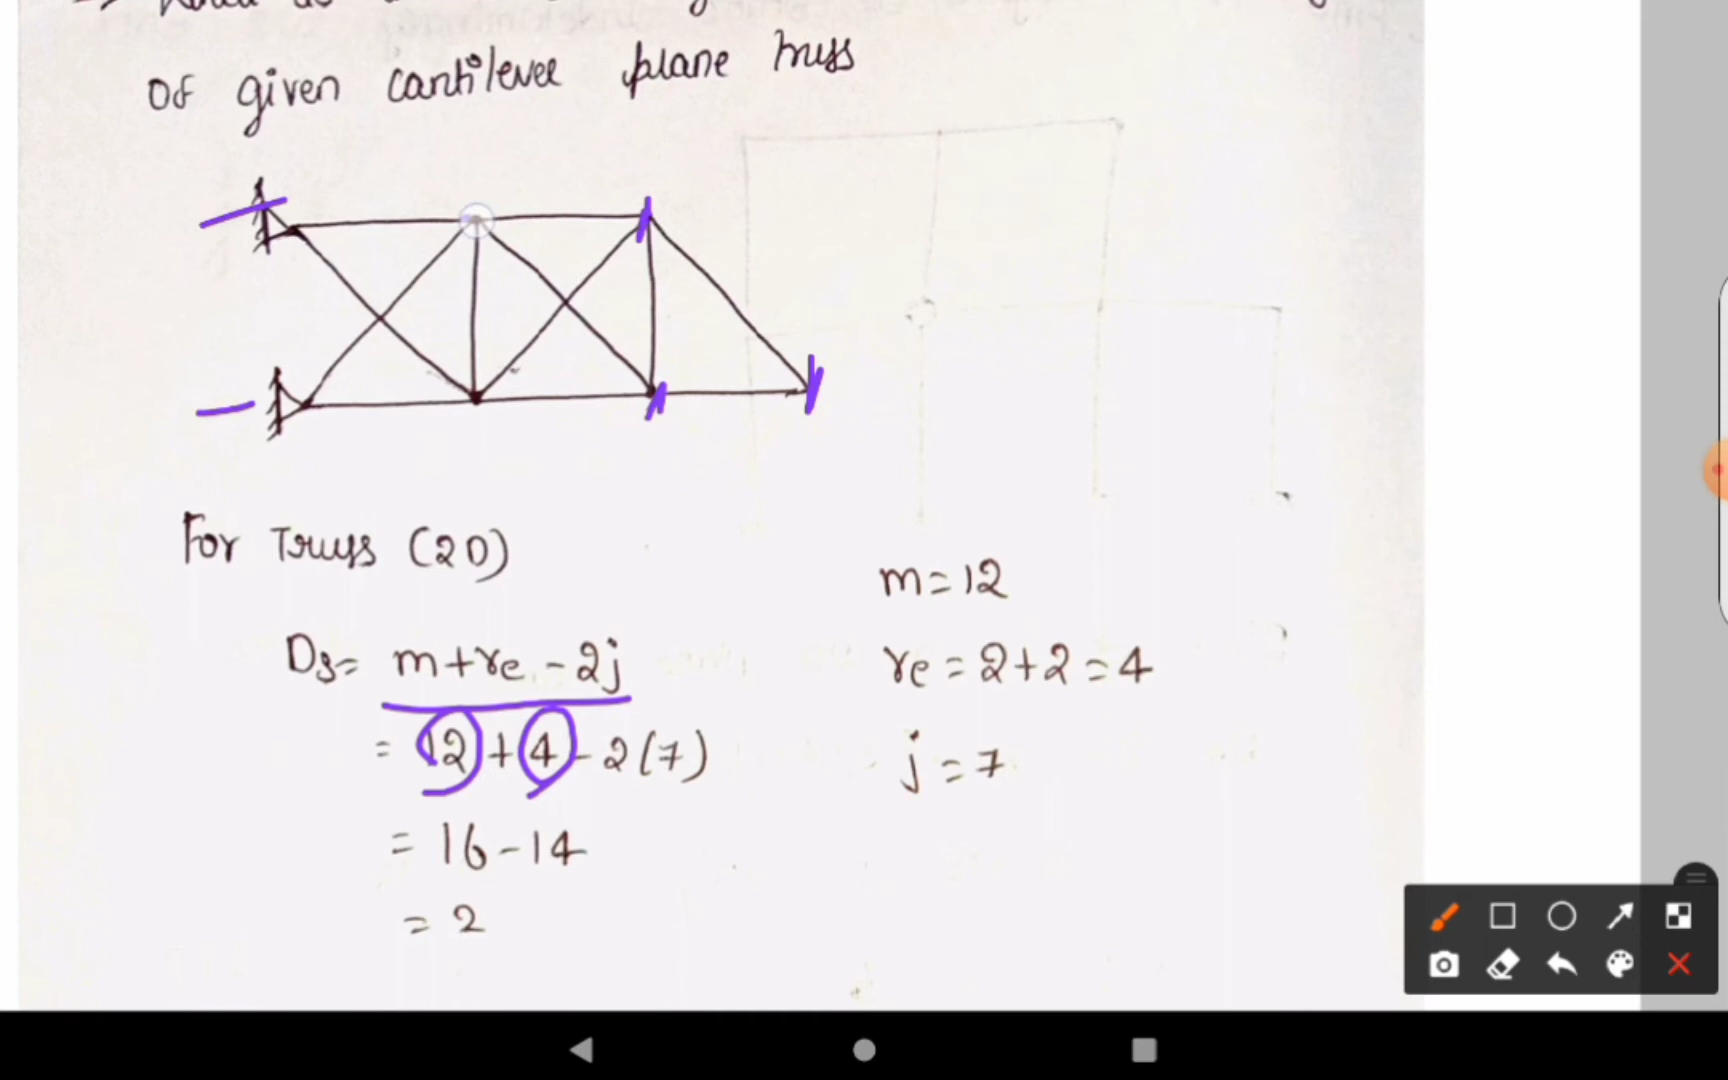 Of given cantilever plane truss
For Truss (2D)
Ds= m+re - 2j
= 12+4-2(7)
= 16-14
= 2
m=12
re = 2+2=4
j=7